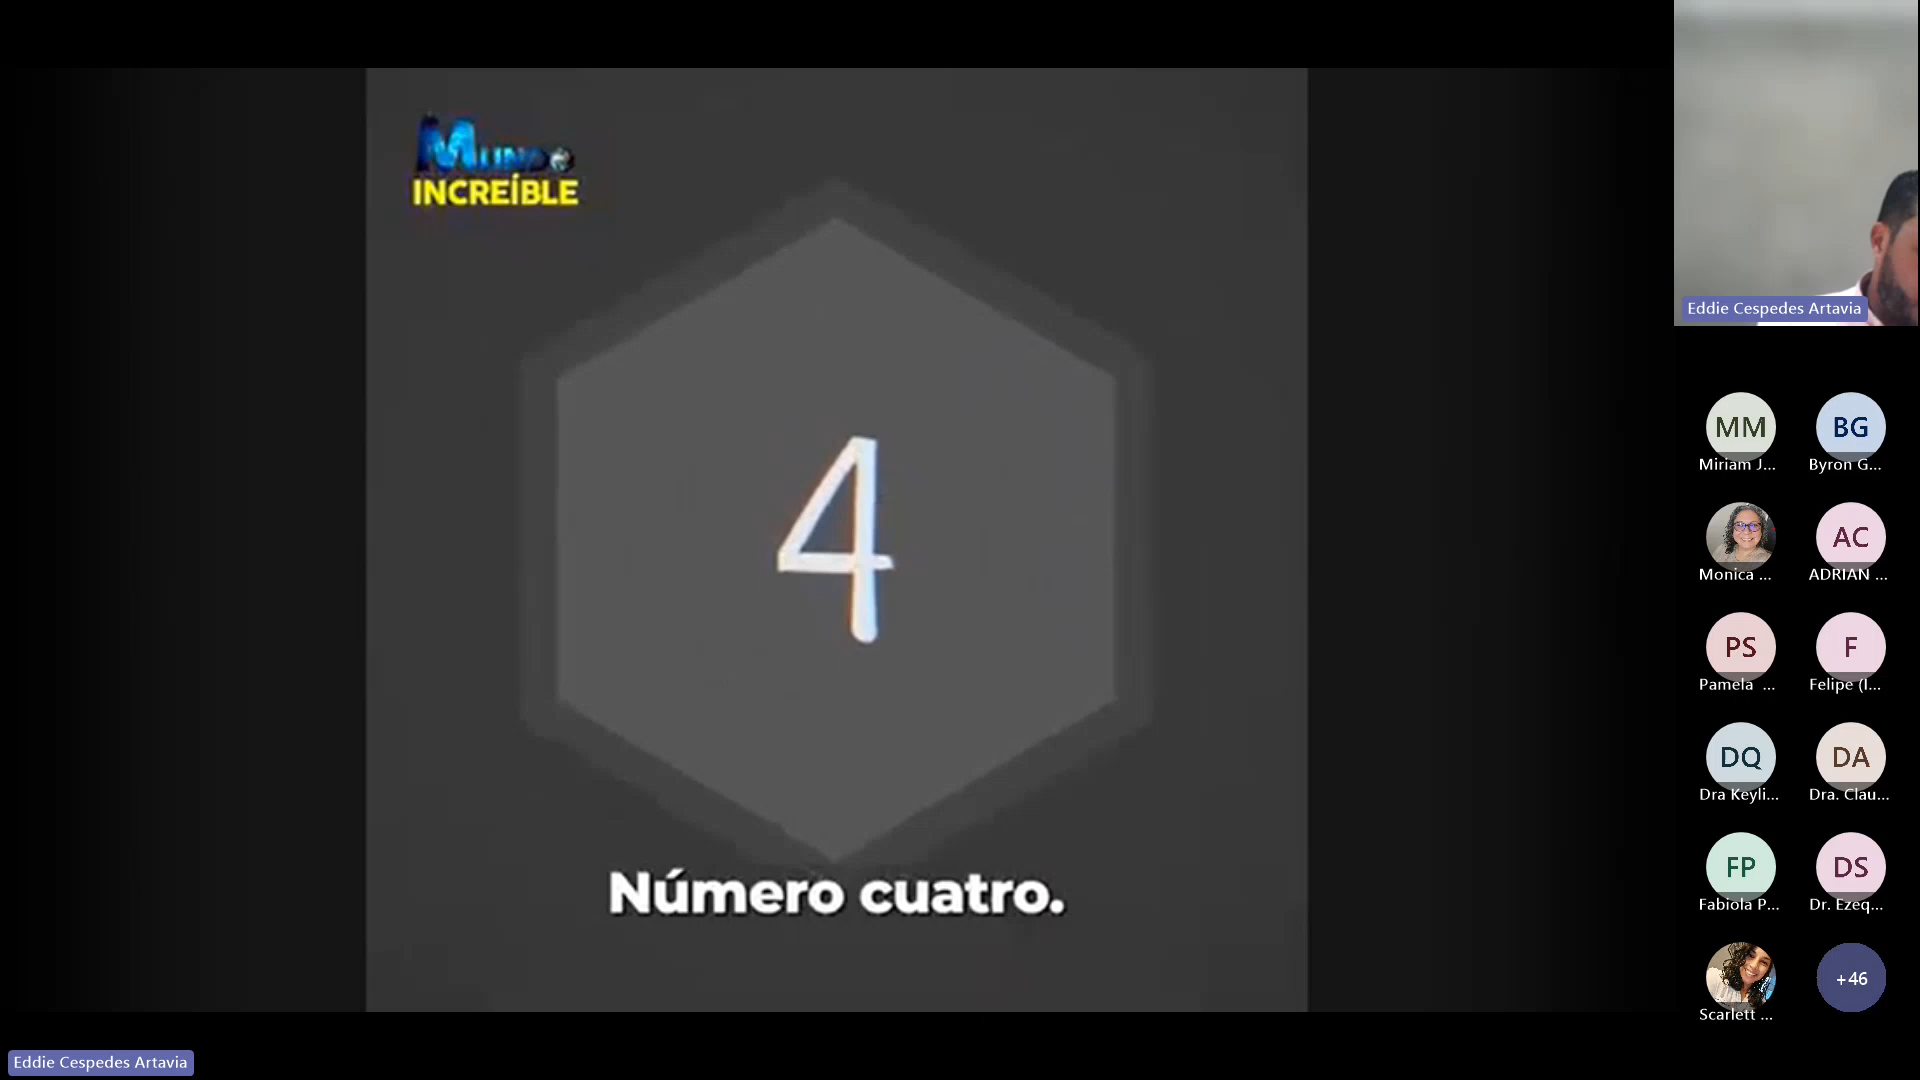 MUNDO
INCREÍBLE
4
Número cuatro.
Eddie Cespedes Artavia
MM
BG
Miriam J...
Byron G...
AC
Monica ...
ADRIAN ...
PS
F
Pamela ...
Felipe (I...
DQ
DA
Dra Keyli...
Dra. Clau...
FP
DS
Fabiola P...
Dr. Ezeq...
+46
Scarlett ...
Eddie Cespedes Artavia